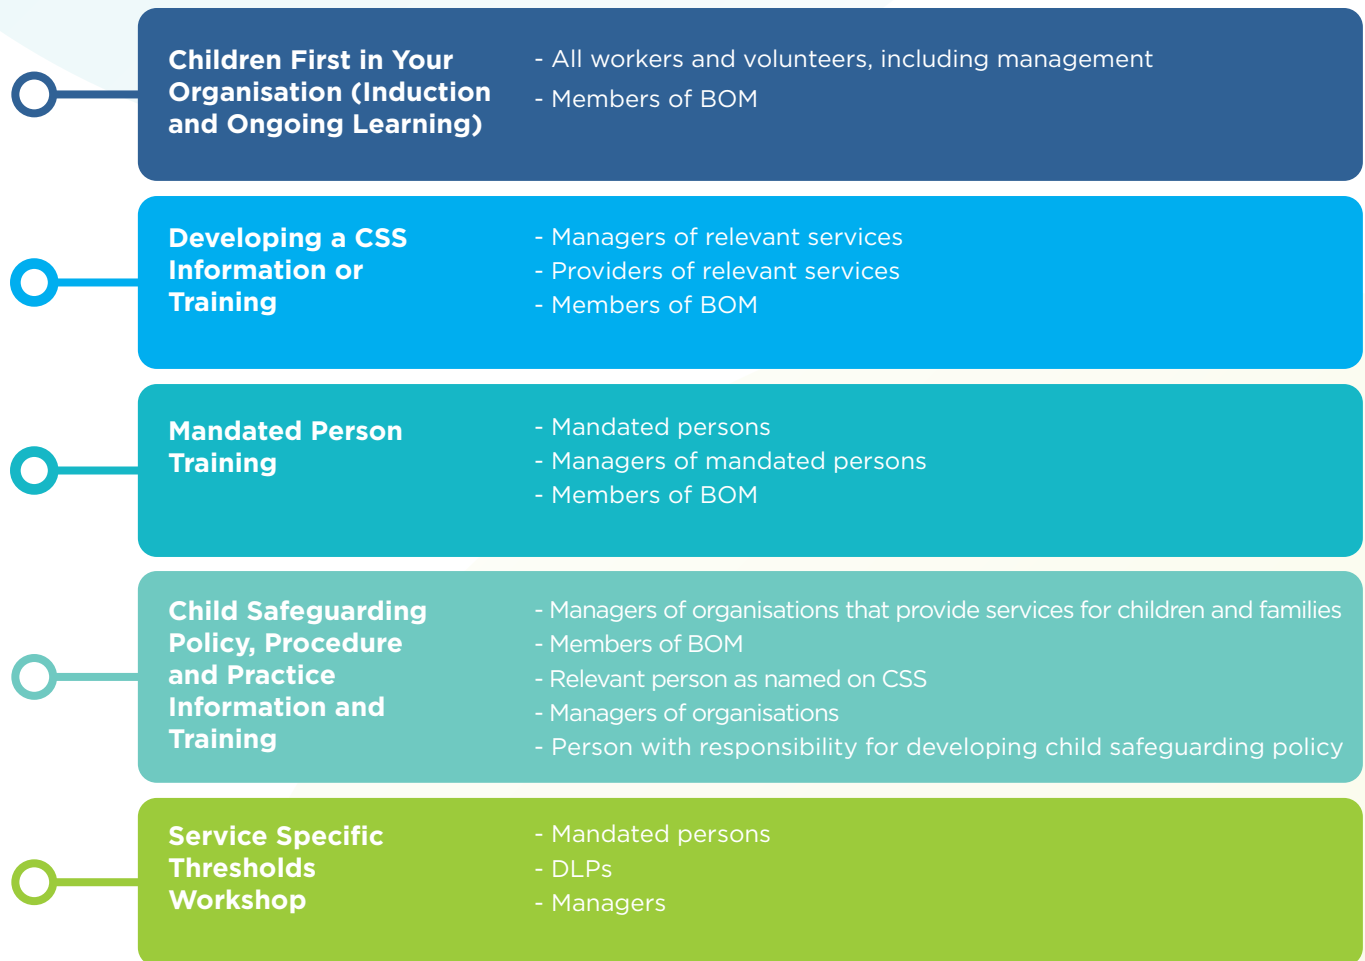 Children First in Your
Organisation (Induction
and Ongoing Learning)
- All workers and volunteers, including management
- Members of BOM
Developing a CSS
Information or
Training
- Managers of relevant services
- Providers of relevant services
- Members of BOM
Mandated Person
Training
- Mandated persons
- Managers of mandated persons
- Members of BOM
Child Safeguarding
Policy, Procedure
and Practice
Information and
Training
- Managers of organisations that provide services for children and families
- Members of BOM
- Relevant person as named on CSS
- Managers of organisations
- Person with responsibility for developing child safeguarding policy
Service Specific
Thresholds
Workshop
- Mandated persons
- DLPs
- Managers